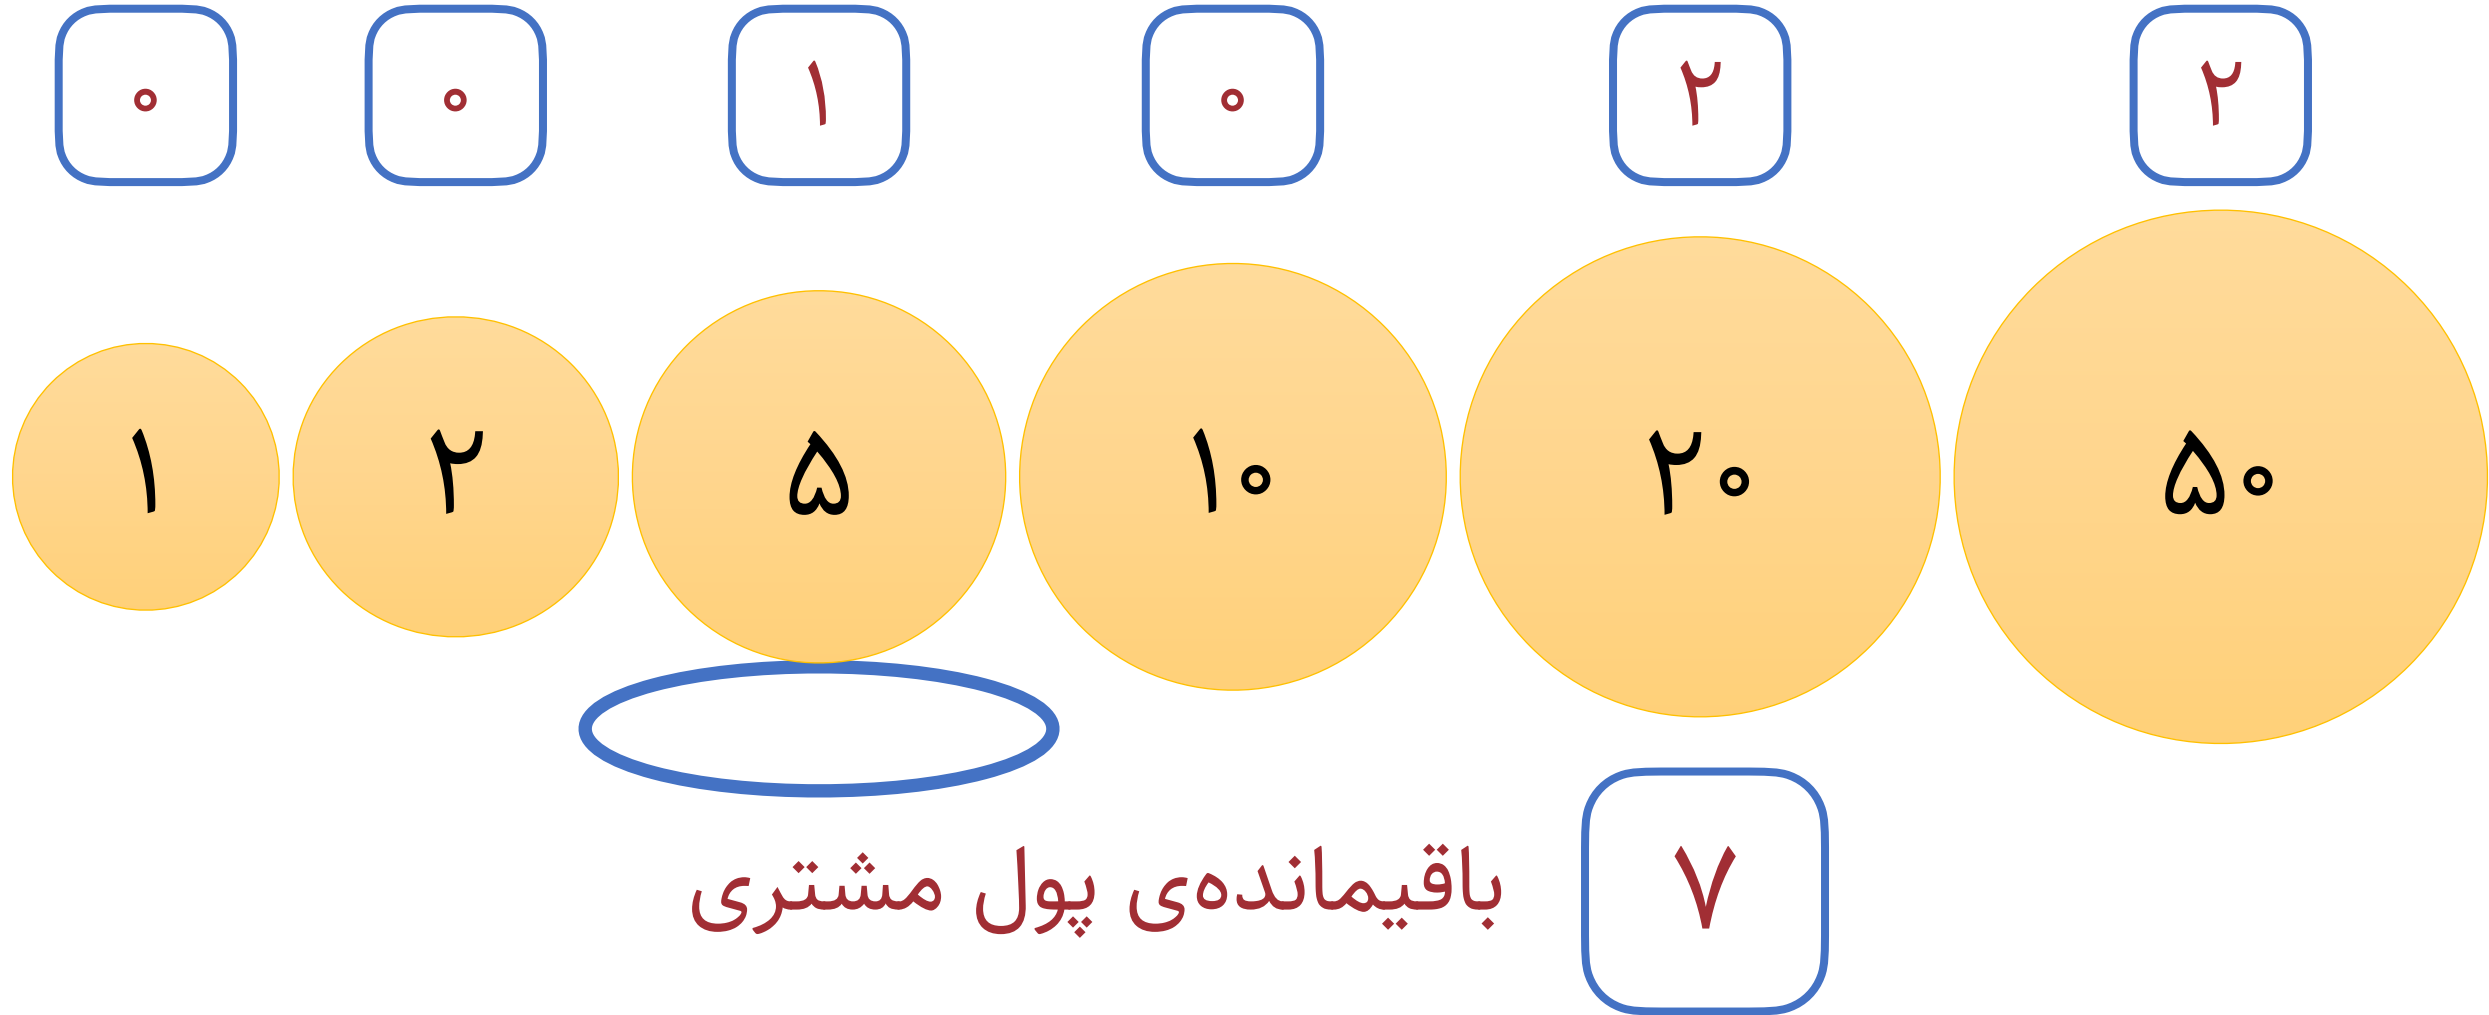 ۰ ۰ ۱ ۰ ۲ ۲
۱ ۲ ۵ ۱۰ ۲۰ ۵۰
باقیمانده‌ی پول مشتری ۷